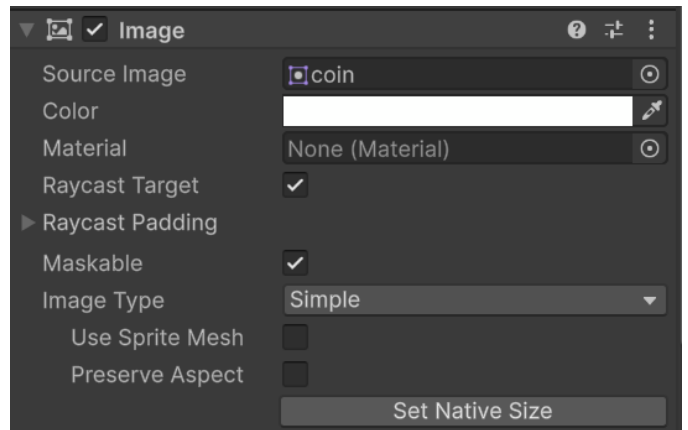 Image
Source Image coin
Color
Material None (Material)
Raycast Target
Raycast Padding
Maskable
Image Type Simple
Use Sprite Mesh
Preserve Aspect
Set Native Size